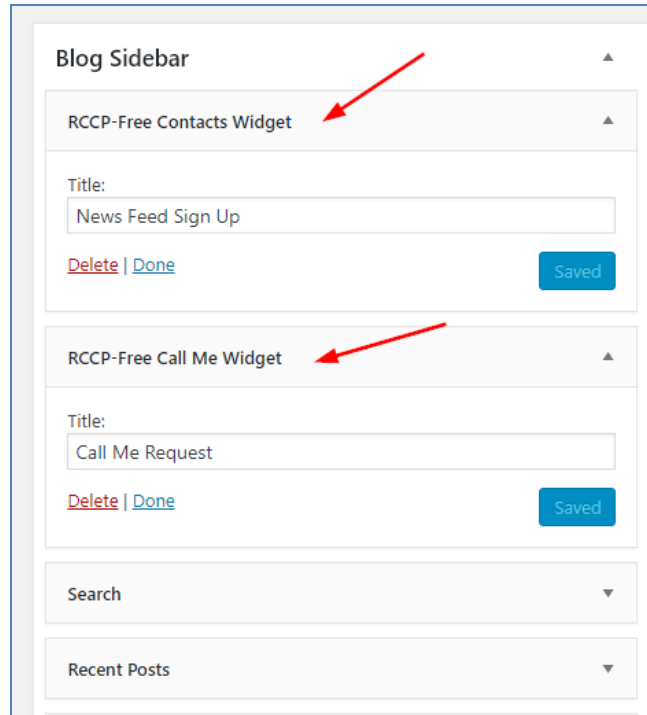 Blog Sidebar
RCCP-Free Contacts Widget
Title:
News Feed Sign Up
Delete | Done
Saved
RCCP-Free Call Me Widget
Title:
Call Me Request
Delete | Done
Saved
Search
Recent Posts